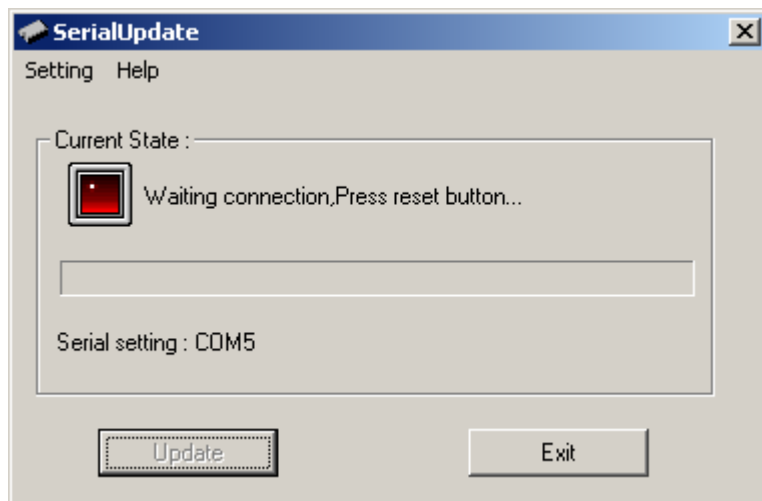 SerialUpdate
Setting Help
Current State :
Waiting connection,Press reset button...
Serial setting : COM5
Update Exit